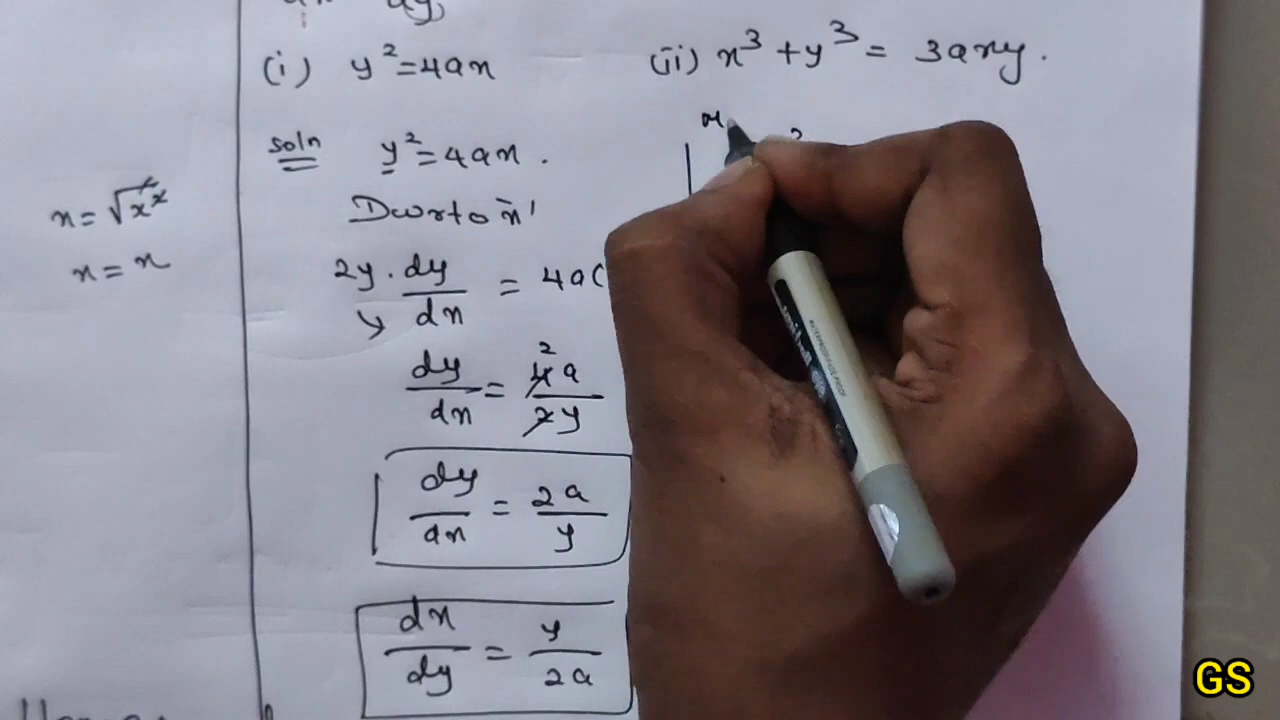 (i) y²=4ax
(ii) x³+y³= 3axy.
soln y²=4ax.
x=√x²
x=x
Dwrto 'x'
2y.dy/dx = 4a(
dy/dx = 4a/2y
2
dy/dx = 2a/y
dx/dy = y/2a
GS